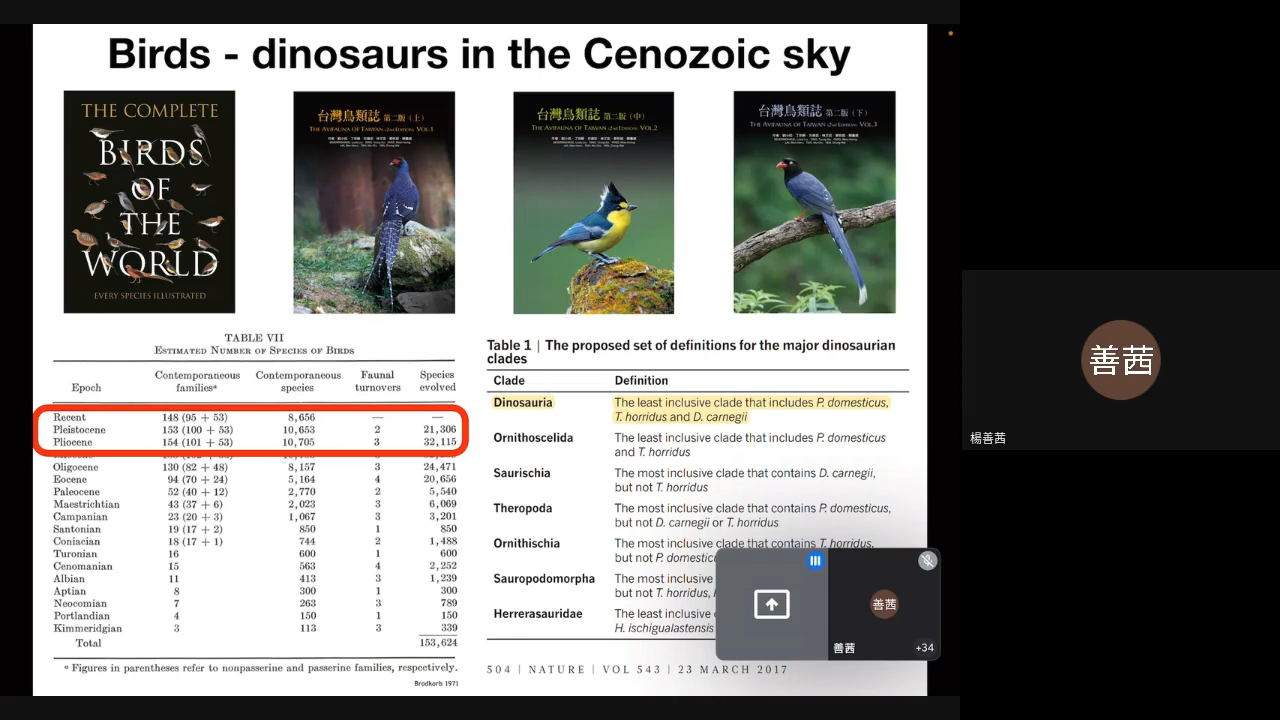 Birds - dinosaurs in the Cenozoic sky
THE COMPLETE
BIRDS
OF
THE
WORLD
EVERY SPECIES ILLUSTRATED
台灣鳥類誌 第二版（上）
THE AVIFAUNA OF TAIWAN (2nd EDITION) VOL.1
台灣鳥類誌 第二版（中）
THE AVIFAUNA OF TAIWAN (2nd EDITION) VOL.2
台灣鳥類誌 第二版（下）
THE AVIFAUNA OF TAIWAN (2nd EDITION) VOL.3
TABLE VII
ESTIMATED NUMBER OF SPECIES OF BIRDS
Epoch Contemporaneous familiesᵃ Contemporaneous species Faunal turnovers Species evolved
Recent 148 (95 + 53) 8,656 — —
Pleistocene 153 (100 + 53) 10,653 2 21,306
Pliocene 154 (101 + 53) 10,705 3 32,115
Oligocene 130 (82 + 48) 8,157 3 24,471
Eocene 94 (70 + 24) 5,164 4 20,656
Paleocene 52 (40 + 12) 2,770 2 5,540
Maestrichtian 43 (37 + 6) 2,023 3 6,069
Campanian 23 (20 + 3) 1,067 3 3,201
Santonian 19 (17 + 2) 850 1 850
Coniacian 18 (17 + 1) 744 2 1,488
Turonian 16 600 1 600
Cenomanian 15 563 4 2,252
Albian 11 413 3 1,239
Aptian 8 300 1 300
Neocomian 7 263 3 789
Portlandian 4 150 1 150
Kimmeridgian 3 113 3 339
Total 153,624
ᵃ Figures in parentheses refer to nonpasserine and passerine families, respectively.
Brodkorb 1971
Table 1 | The proposed set of definitions for the major dinosaurian
clades
Clade Definition
Dinosauria The least inclusive clade that includes P. domesticus,
T. horridus and D. carnegii
Ornithoscelida The least inclusive clade that includes P. domesticus
and T. horridus
Saurischia The most inclusive clade that contains D. carnegii,
but not T. horridus
Theropoda The most inclusive clade that contains P. domesticus,
but not D. carnegii or T. horridus
Ornithischia The most inclusive clade that contains T. horridus,
but not P. domestic
Sauropodomorpha The most inclusive
but not T. horridus,
Herrerasauridae The least inclusive
H. ischigualastensis
504 | NATURE | VOL 543 | 23 MARCH 2017
善茜
善茜
+34
善茜
楊善茜